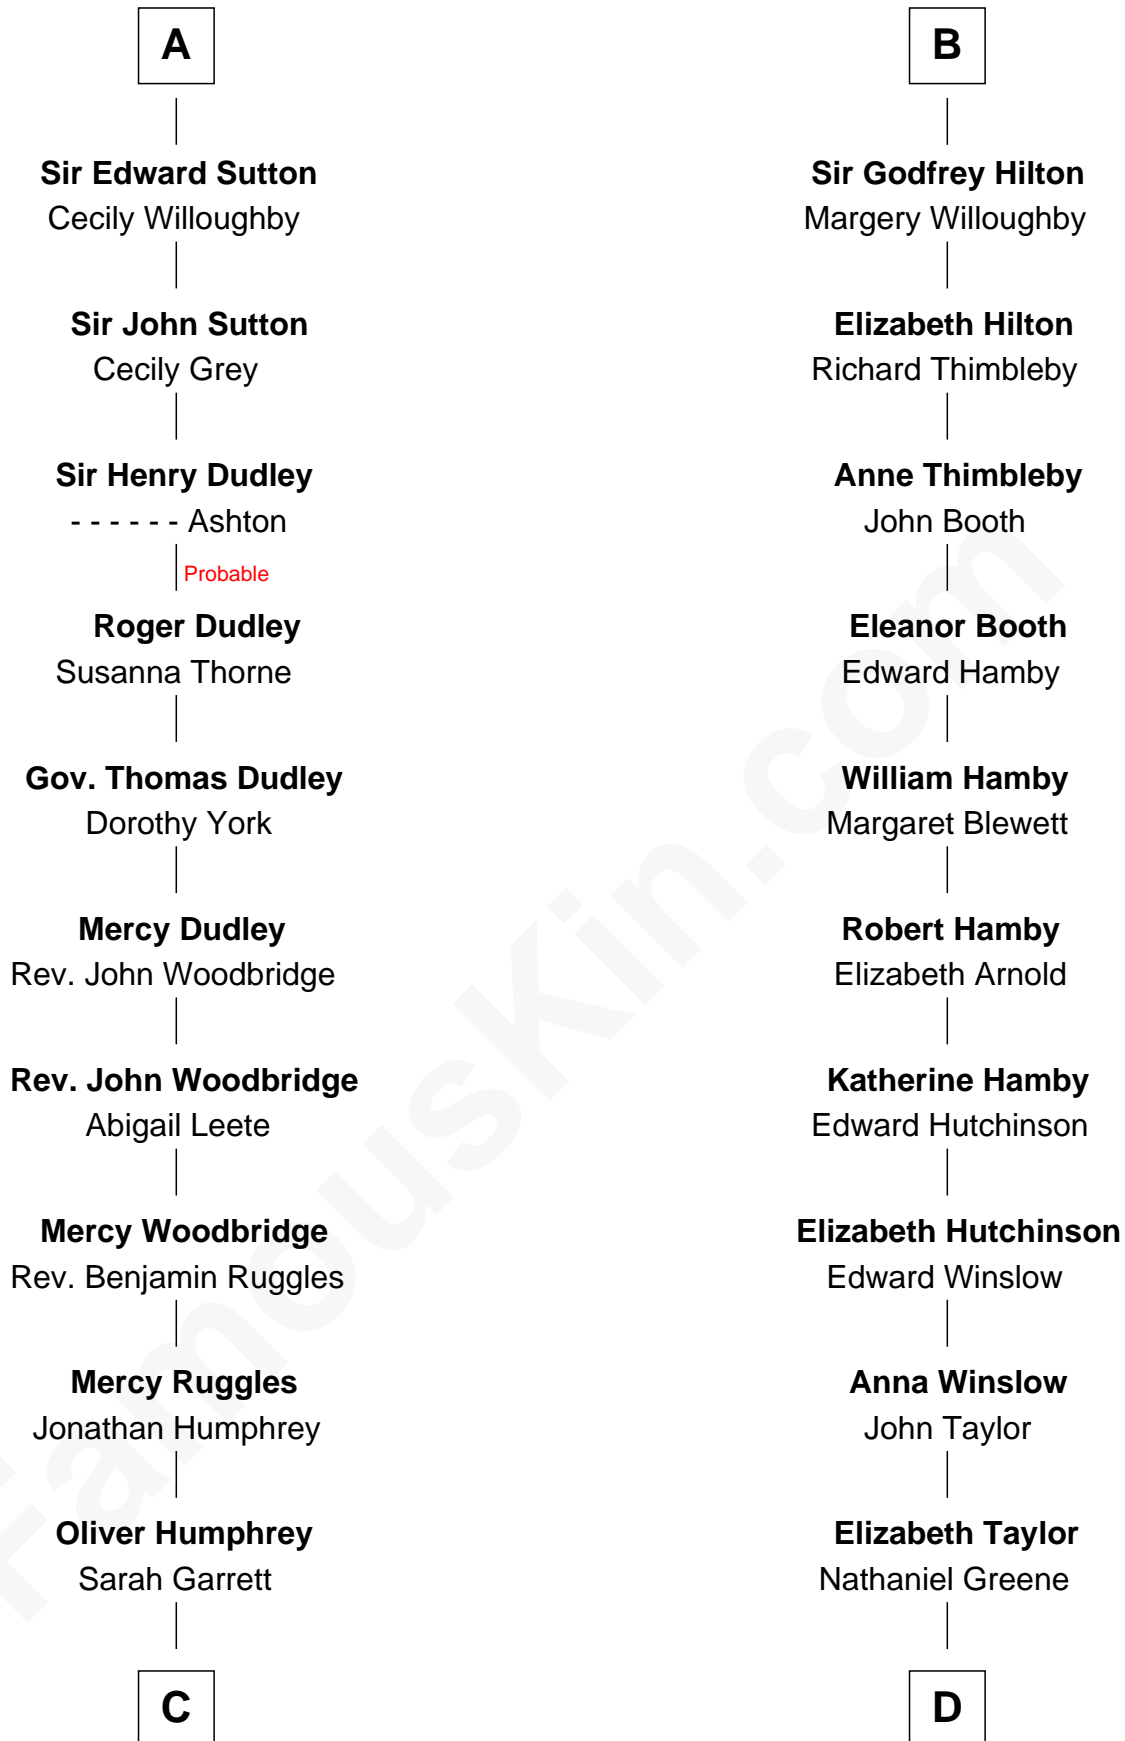 A
Sir Edward Sutton
Cecily Willoughby
Sir John Sutton
Cecily Grey
Sir Henry Dudley
- - - - - - Ashton
Probable
Roger Dudley
Susanna Thorne
Gov. Thomas Dudley
Dorothy York
Mercy Dudley
Rev. John Woodbridge
Rev. John Woodbridge
Abigail Leete
Mercy Woodbridge
Rev. Benjamin Ruggles
Mercy Ruggles
Jonathan Humphrey
Oliver Humphrey
Sarah Garrett
C
B
Sir Godfrey Hilton
Margery Willoughby
Elizabeth Hilton
Richard Thimbleby
Anne Thimbleby
John Booth
Eleanor Booth
Edward Hamby
William Hamby
Margaret Blewett
Robert Hamby
Elizabeth Arnold
Katherine Hamby
Edward Hutchinson
Elizabeth Hutchinson
Edward Winslow
Anna Winslow
John Taylor
Elizabeth Taylor
Nathaniel Greene
D
FamousKin.com